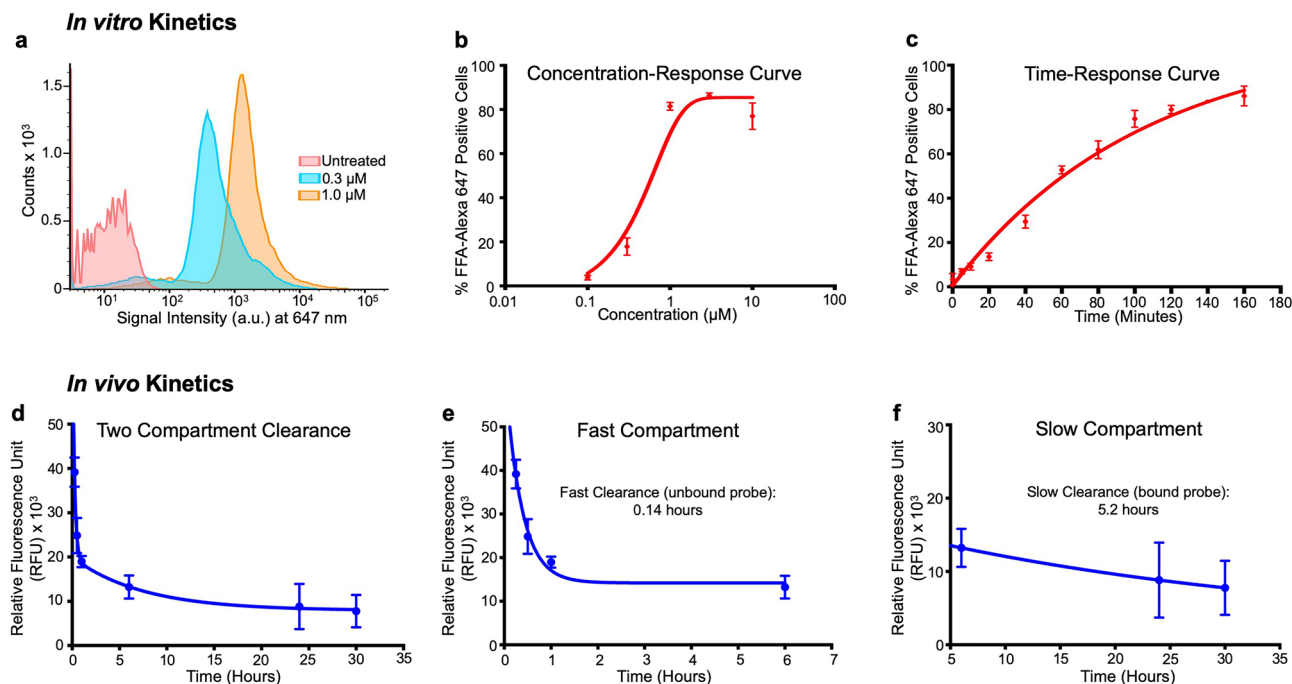 In vitro Kinetics
a
Counts x 10³
1.5
1.0
0.5
0
10¹ 10² 10³ 10⁴ 10⁵
Signal Intensity (a.u.) at 647 nm
Untreated
0.3 µM
1.0 µM
b
Concentration-Response Curve
% FFA-Alexa 647 Positive Cells
100
80
60
40
20
0
0.01 0.1 1 10 100
Concentration (µM)
c
Time-Response Curve
% FFA-Alexa 647 Positive Cells
100
80
60
40
20
0
0 20 40 60 80 100 120 140 160 180
Time (Minutes)
In vivo Kinetics
d
Two Compartment Clearance
Relative Fluorescence Unit
(RFU) x 10³
50
40
30
20
10
0
0 5 10 15 20 25 30 35
Time (Hours)
e
Fast Compartment
Fast Clearance (unbound probe):
0.14 hours
Relative Fluorescence Unit
(RFU) x 10³
50
40
30
20
10
0
0 1 2 3 4 5 6 7
Time (Hours)
f
Slow Compartment
Slow Clearance (bound probe):
5.2 hours
Relative Fluorescence Unit
(RFU) x 10³
30
20
10
0
5 10 15 20 25 30 35
Time (Hours)